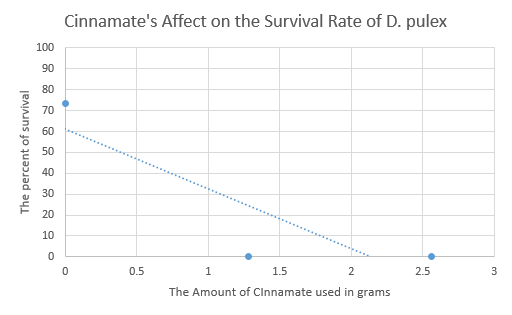 Cinnamate's Affect on the Survival Rate of D. pulex
100
90
80
70
60
50
40
30
20
10
0
The percent of survival
0 0.5 1 1.5 2 2.5 3
The Amount of CInnamate used in grams